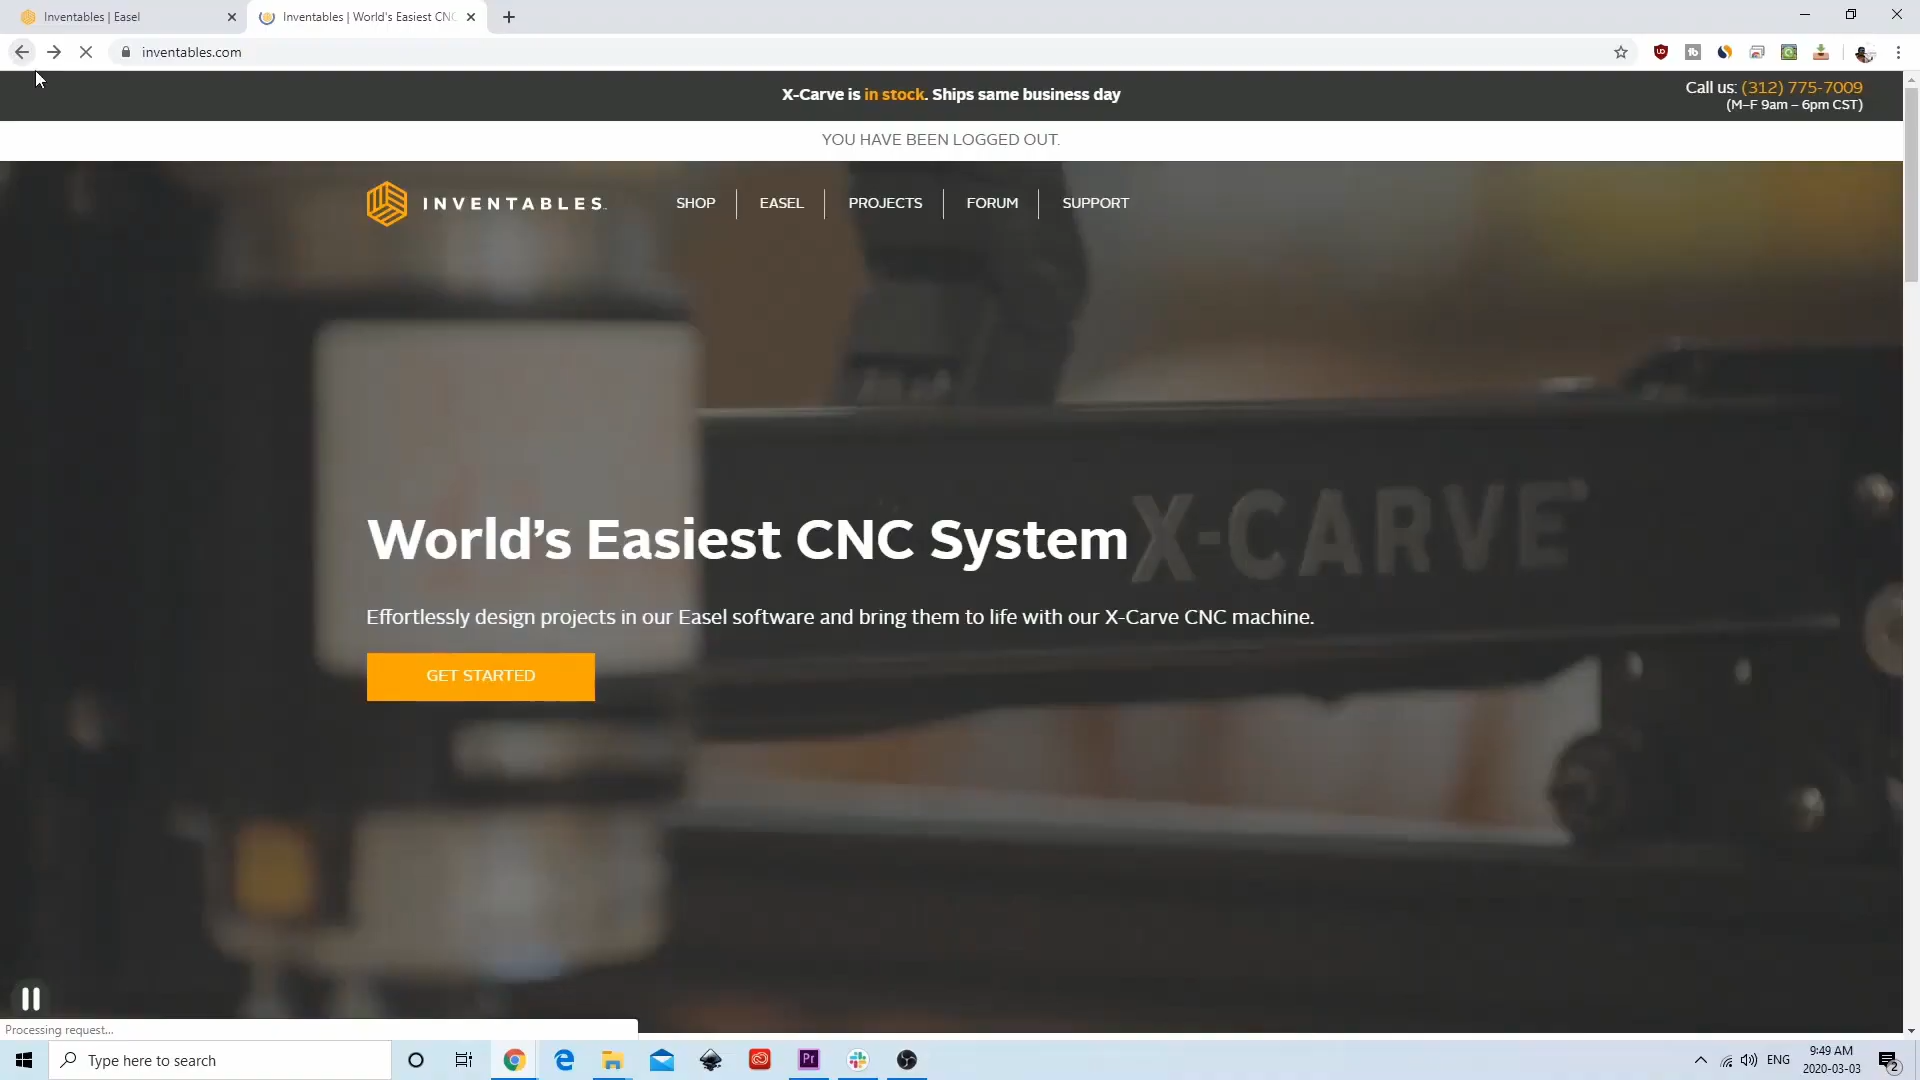 Inventables | Easel
Inventables | World's Easiest CNC
inventables.com
X-Carve is in stock. Ships same business day
Call us: (312) 775-7009
(M–F 9am – 6pm CST)
YOU HAVE BEEN LOGGED OUT.
INVENTABLES
SHOP
EASEL
PROJECTS
FORUM
SUPPORT
X-CARVE
World’s Easiest CNC System
Effortlessly design projects in our Easel software and bring them to life with our X-Carve CNC machine.
GET STARTED
Processing request...
Type here to search
Pr
ENG
9:49 AM
2020-03-03
2